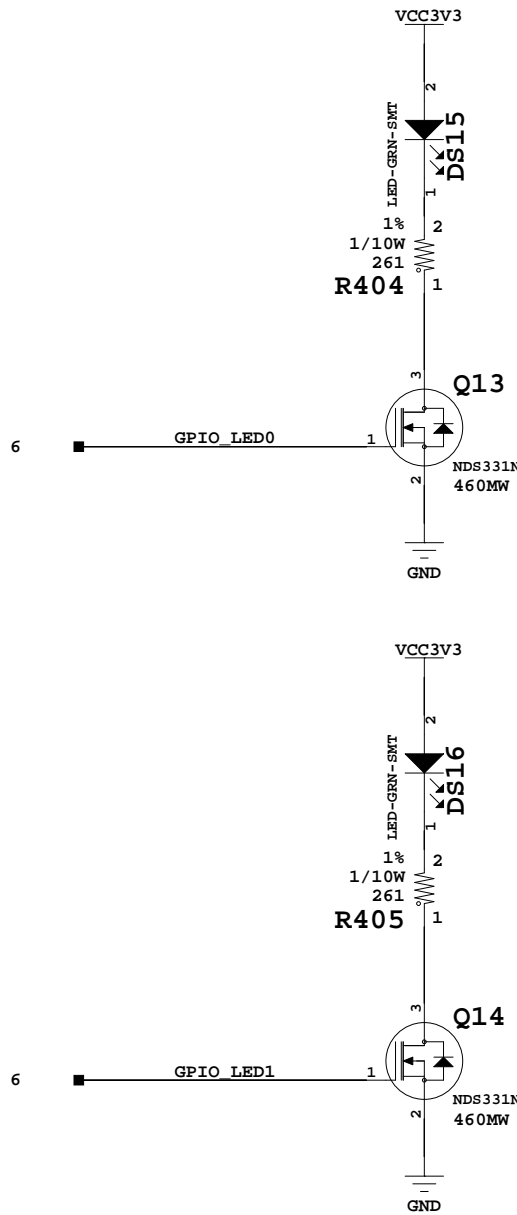 VCC3V3
2
LED-GRN-SMT
DS15
1
1%
2
1/10W
261
R404
1
3
Q13
6
GPIO_LED0
1
NDS331N
2
460MW
GND
VCC3V3
2
LED-GRN-SMT
DS16
1
1%
2
1/10W
261
R405
1
3
Q14
6
GPIO_LED1
1
NDS331N
2
460MW
GND